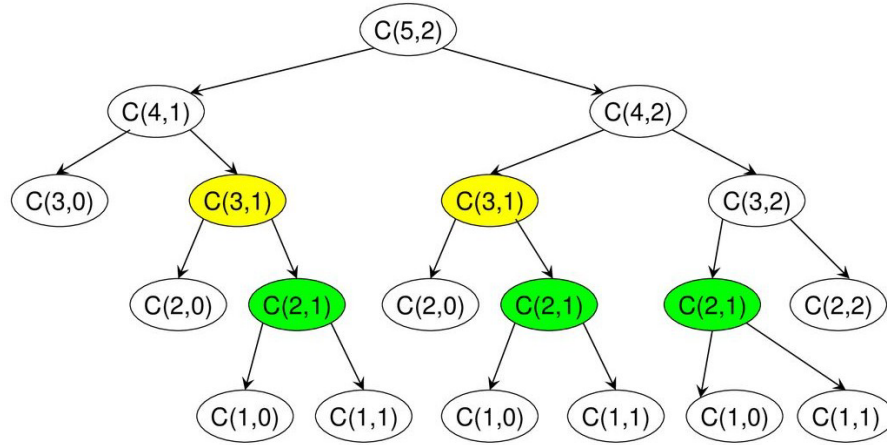 C(5,2)
C(4,1) C(4,2)
C(3,0) C(3,1) C(3,1) C(3,2)
C(2,0) C(2,1) C(2,0) C(2,1) C(2,1) C(2,2)
C(1,0) C(1,1) C(1,0) C(1,1) C(1,0) C(1,1)